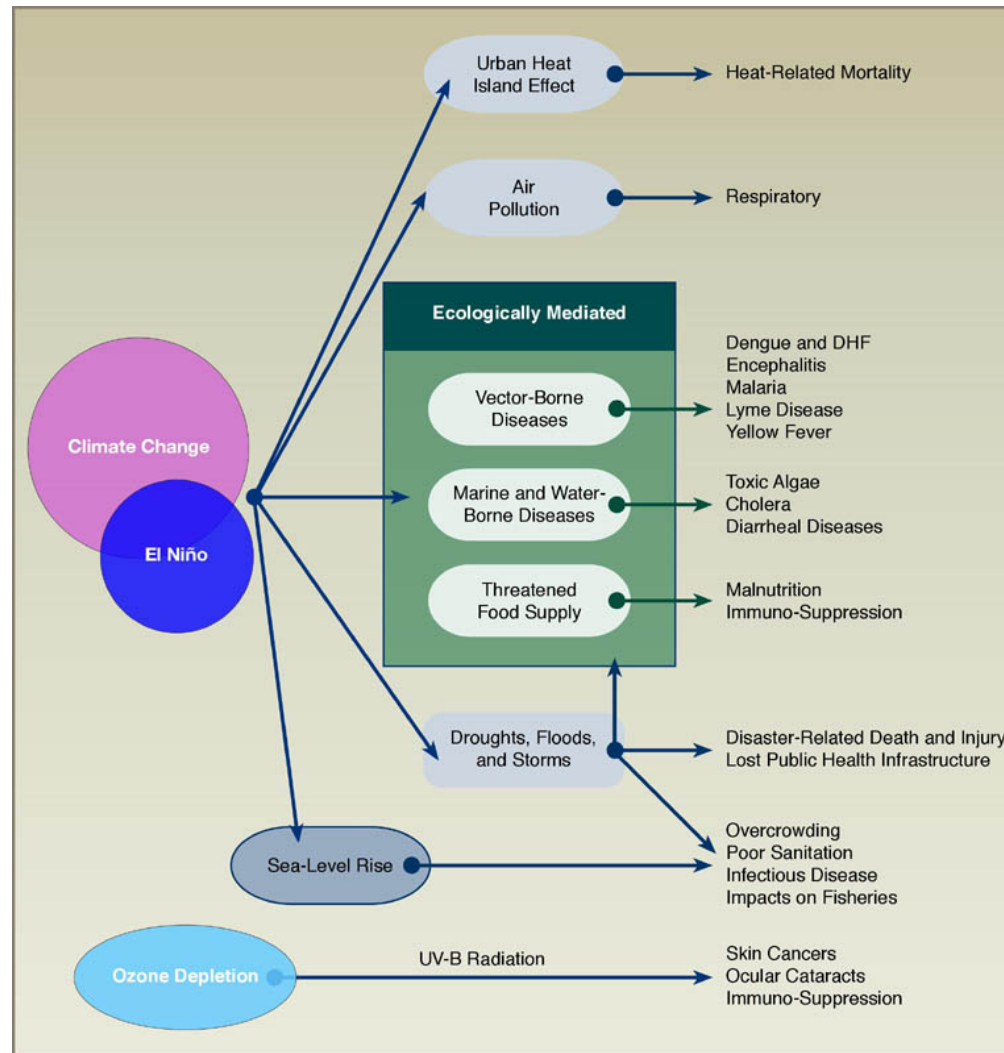 Urban Heat
Island Effect
Heat-Related Mortality
Air
Pollution
Respiratory
Ecologically Mediated
Vector-Borne
Diseases
Dengue and DHF
Encephalitis
Malaria
Lyme Disease
Yellow Fever
Climate Change
El Niño
Marine and Water-
Borne Diseases
Toxic Algae
Cholera
Diarrheal Diseases
Threatened
Food Supply
Malnutrition
Immuno-Suppression
Droughts, Floods,
and Storms
Disaster-Related Death and Injury
Lost Public Health Infrastructure
Sea-Level Rise
Overcrowding
Poor Sanitation
Infectious Disease
Impacts on Fisheries
Ozone Depletion
UV-B Radiation
Skin Cancers
Ocular Cataracts
Immuno-Suppression